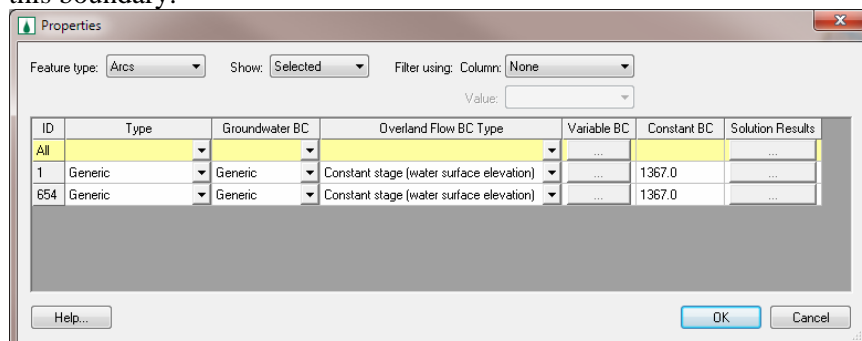 this boundary.
Properties
Feature type: Arcs Show: Selected Filter using: Column: None
Value:
ID Type Groundwater BC Overland Flow BC Type Variable BC Constant BC Solution Results
All ... ...
1 Generic Generic Constant stage (water surface elevation) ... 1367.0 ...
654 Generic Generic Constant stage (water surface elevation) ... 1367.0 ...
Help... OK Cancel